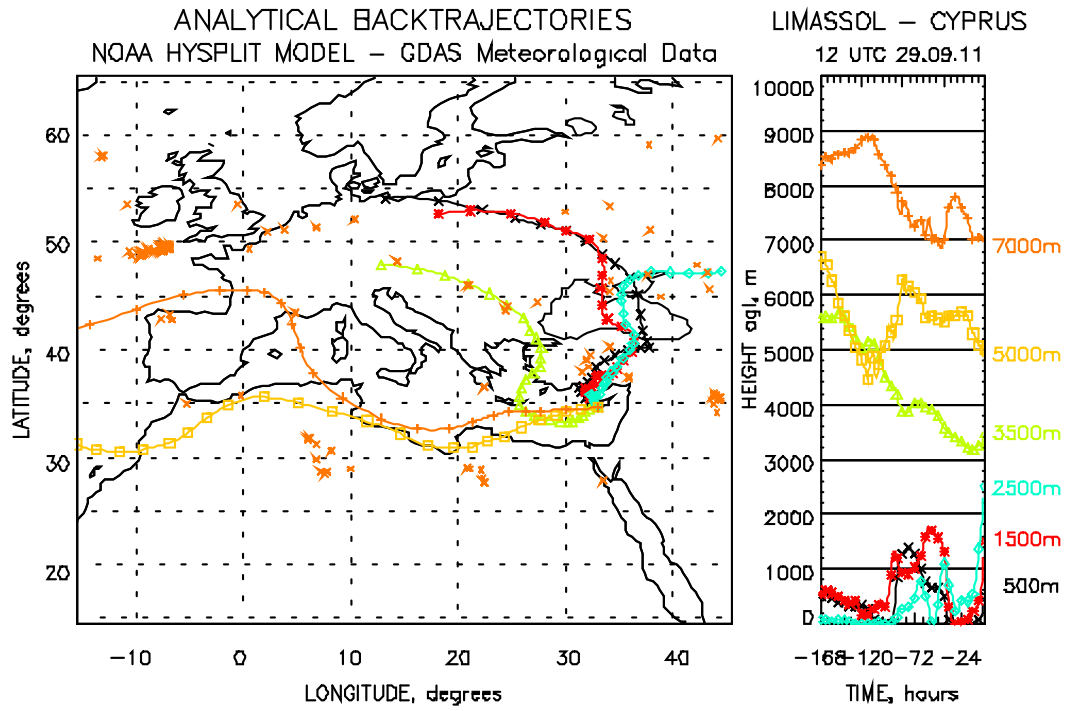 ANALYTICAL BACKTRAJECTORIES
NOAA HYSPLIT MODEL – GDAS Meteorological Data
LIMASSOL – CYPRUS
12 UTC 29.09.11
LATITUDE, degrees
60
50
40
30
20
-10
0
10
20
30
40
LONGITUDE, degrees
HEIGHT agl, m
10000
9000
8000
7000
6000
5000
4000
3000
2000
1000
0
7000m
5000m
3500m
2500m
1500m
500m
-168
-120
-72
-24
TIME, hours